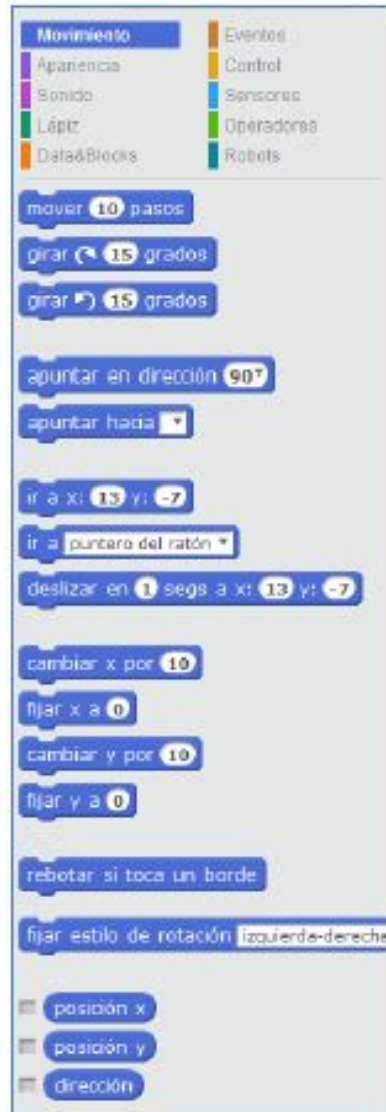 Movimiento Eventos
Apariencia Control
Sonido Sensores
Lápiz Operadores
Data&Blocks Robots
mover 10 pasos
girar 15 grados
girar 15 grados
apuntar en dirección 90
apuntar hacia
ir a x: 13 y: -7
ir a puntero del ratón
deslizar en 1 segs a x: 13 y: -7
cambiar x por 10
fijar x a 0
cambiar y por 10
fijar y a 0
rebotar si toca un borde
fijar estilo de rotación izquierda-derecha
posición x
posición y
dirección